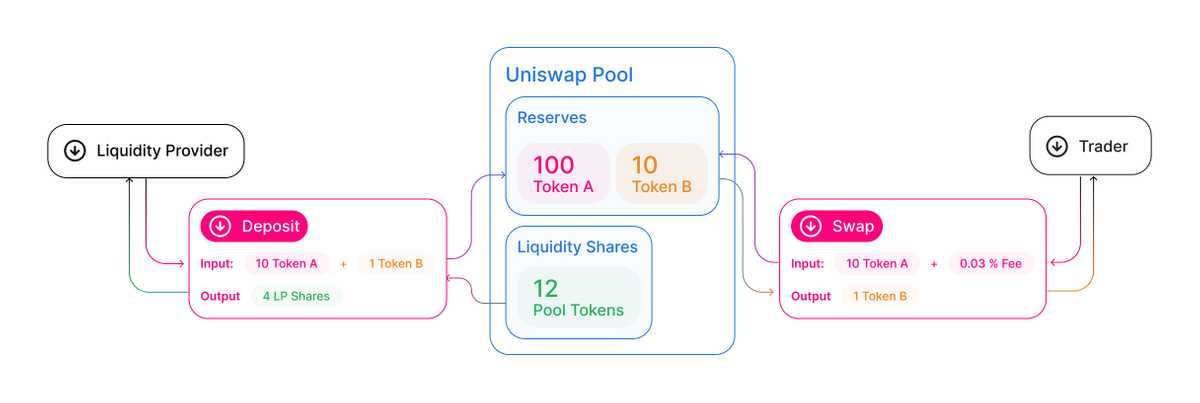 Uniswap Pool
Reserves
100
Token A
10
Token B
Liquidity Shares
12
Pool Tokens
Liquidity Provider
Deposit
Input: 10 Token A + 1 Token B
Output 4 LP Shares
Trader
Swap
Input: 10 Token A + 0.03 % Fee
Output 1 Token B